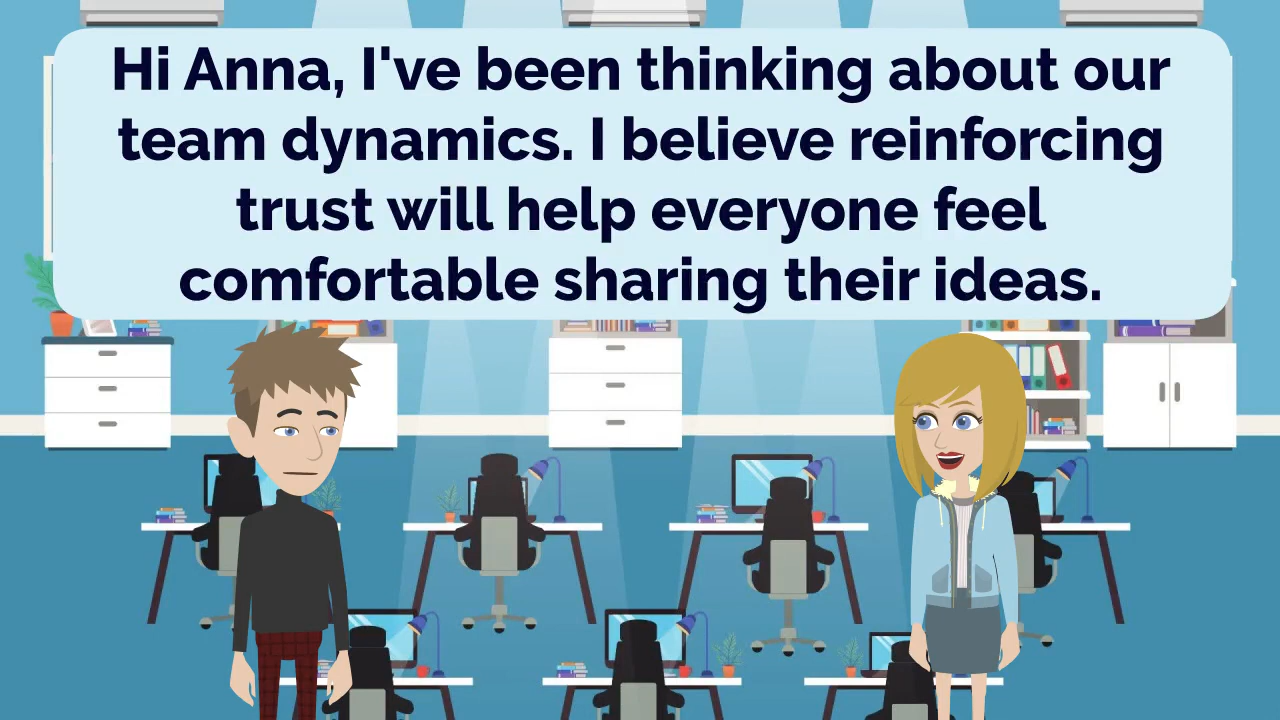 Hi Anna, I've been thinking about our
team dynamics. I believe reinforcing
trust will help everyone feel
comfortable sharing their ideas.